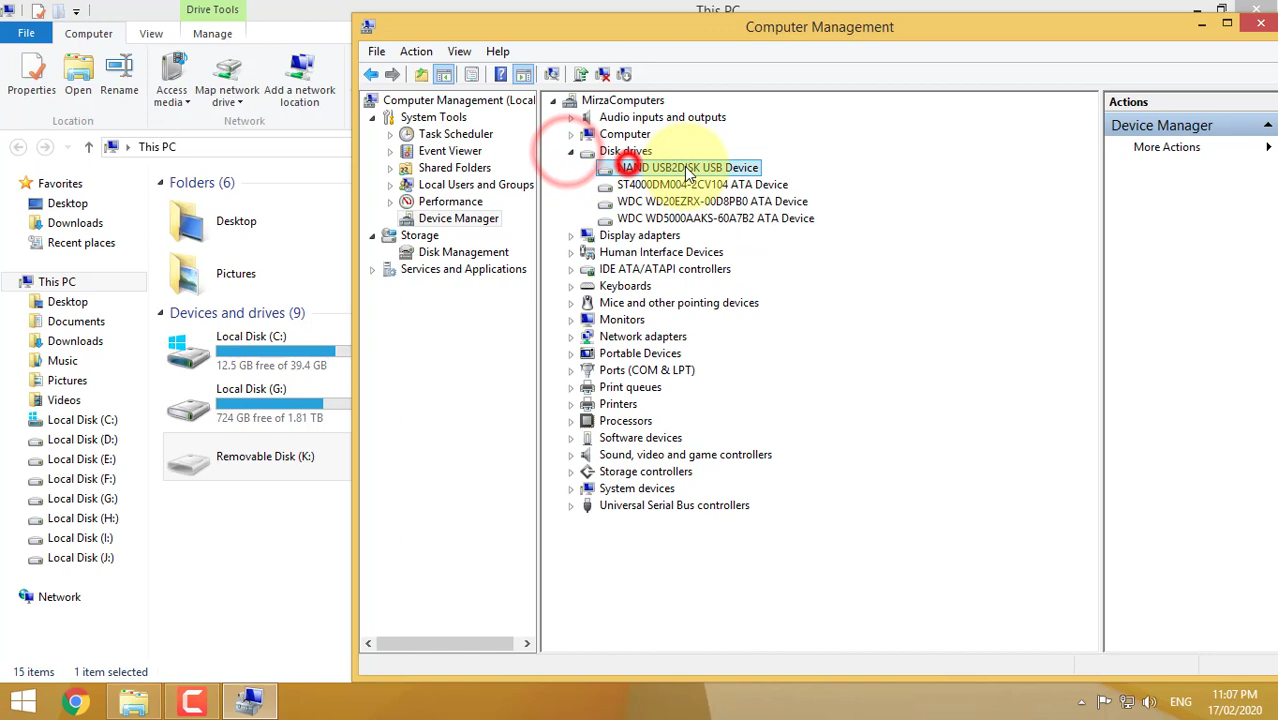 Drive Tools
This PC
File
Computer
View
Manage
Properties
Open
Rename
Access media
Map network drive
Add a network location
Location
Network
This PC
Favorites
Desktop
Downloads
Recent places
This PC
Desktop
Documents
Downloads
Music
Pictures
Videos
Local Disk (C:)
Local Disk (D:)
Local Disk (E:)
Local Disk (F:)
Local Disk (G:)
Local Disk (H:)
Local Disk (I:)
Local Disk (J:)
Network
Folders (6)
Desktop
Pictures
Devices and drives (9)
Local Disk (C:)
12.5 GB free of 39.4 GB
Local Disk (G:)
724 GB free of 1.81 TB
Removable Disk (K:)
15 items
1 item selected
Computer Management
File
Action
View
Help
Computer Management (Local
System Tools
Task Scheduler
Event Viewer
Shared Folders
Local Users and Groups
Performance
Device Manager
Storage
Disk Management
Services and Applications
MirzaComputers
Audio inputs and outputs
Computer
Disk drives
NAND USB2DISK USB Device
ST4000DM004-2CV104 ATA Device
WDC WD20EZRX-00D8PB0 ATA Device
WDC WD5000AAKS-60A7B2 ATA Device
Display adapters
Human Interface Devices
IDE ATA/ATAPI controllers
Keyboards
Mice and other pointing devices
Monitors
Network adapters
Portable Devices
Ports (COM & LPT)
Print queues
Printers
Processors
Software devices
Sound, video and game controllers
Storage controllers
System devices
Universal Serial Bus controllers
Actions
Device Manager
More Actions
ENG
11:07 PM
17/02/2020